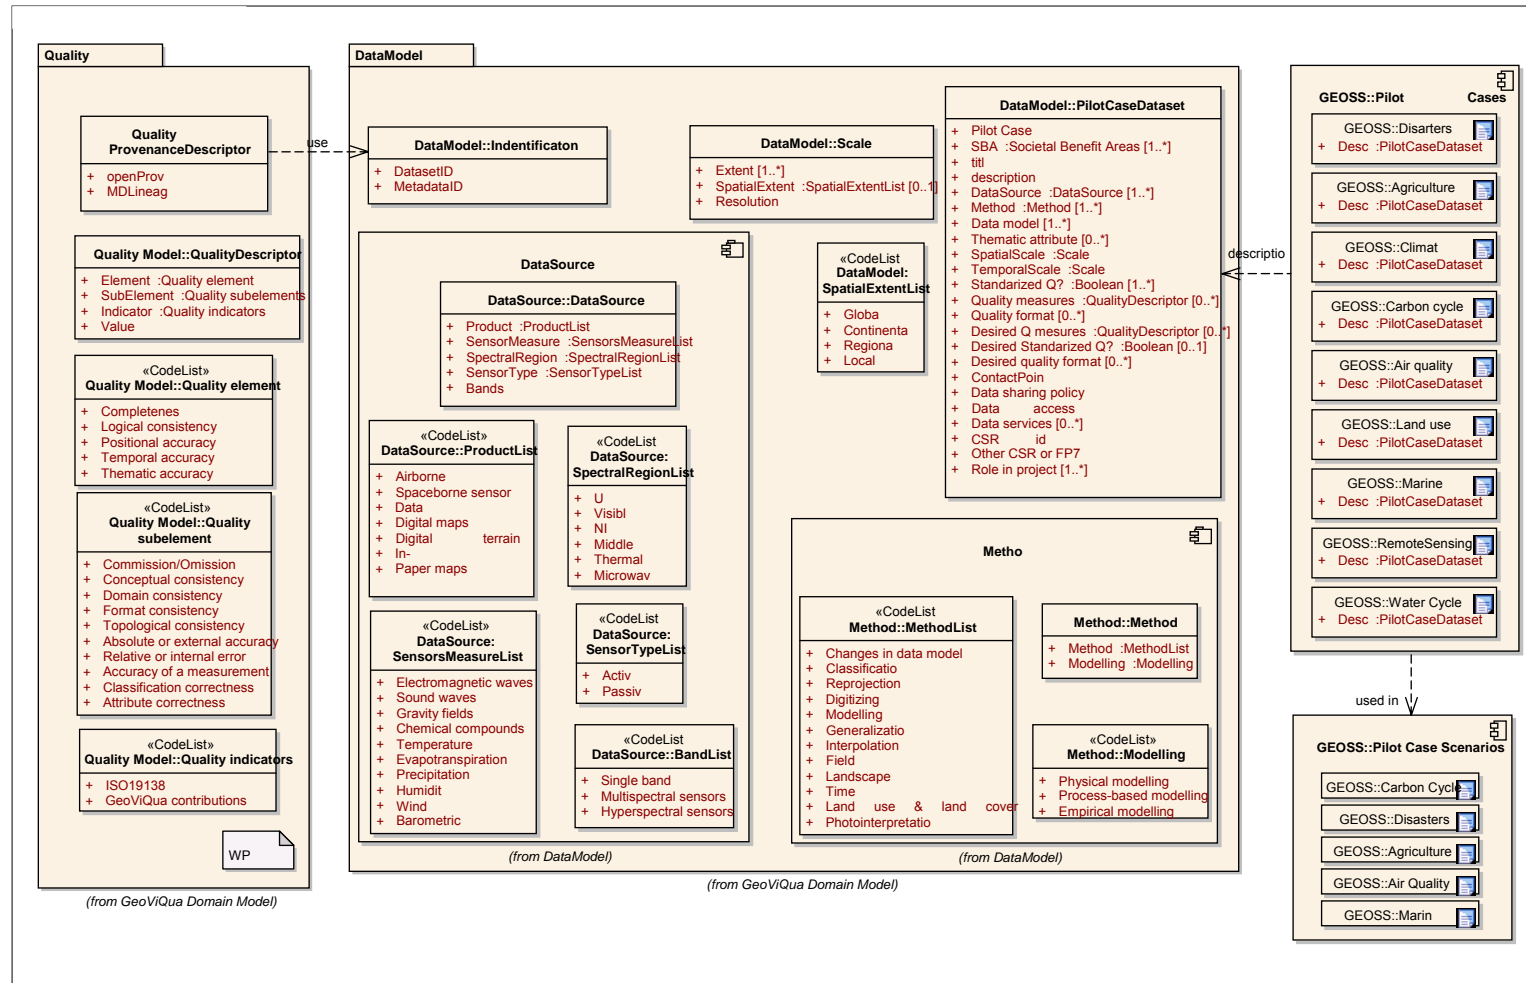 Quality
Quality
ProvenanceDescriptor
+ openProv
+ MDLineag
use
Quality Model::QualityDescriptor
+ Element :Quality element
+ SubElement :Quality subelements
+ Indicator :Quality indicators
+ Value
«CodeList»
Quality Model::Quality element
+ Completenes
+ Logical consistency
+ Positional accuracy
+ Temporal accuracy
+ Thematic accuracy
«CodeList»
Quality Model::Quality
subelement
+ Commission/Omission
+ Conceptual consistency
+ Domain consistency
+ Format consistency
+ Topological consistency
+ Absolute or external accuracy
+ Relative or internal error
+ Accuracy of a measurement
+ Classification correctness
+ Attribute correctness
«CodeList»
Quality Model::Quality indicators
+ ISO19138
+ GeoViQua contributions
WP
(from GeoViQua Domain Model)
DataModel
DataModel::Indentificaton
+ DatasetID
+ MetadataID
DataModel::Scale
+ Extent [1..*]
+ SpatialExtent :SpatialExtentList [0..1]
+ Resolution
DataModel::PilotCaseDataset
+ Pilot Case
+ SBA :Societal Benefit Areas [1..*]
+ titl
+ description
+ DataSource :DataSource [1..*]
+ Method :Method [1..*]
+ Data model [1..*]
+ Thematic attribute [0..*]
+ SpatialScale :Scale
+ TemporalScale :Scale
+ Standarized Q? :Boolean [1..*]
+ Quality measures :QualityDescriptor [0..*]
+ Quality format [0..*]
+ Desired Q mesures :QualityDescriptor [0..*]
+ Desired Standarized Q? :Boolean [0..1]
+ Desired quality format [0..*]
+ ContactPoin
+ Data sharing policy
+ Data access
+ Data services [0..*]
+ CSR id
+ Other CSR or FP7
+ Role in project [1..*]
«CodeList
DataModel:
SpatialExtentList
+ Globa
+ Continenta
+ Regiona
+ Local
DataSource
DataSource::DataSource
+ Product :ProductList
+ SensorMeasure :SensorsMeasureList
+ SpectralRegion :SpectralRegionList
+ SensorType :SensorTypeList
+ Bands
«CodeList»
DataSource::ProductList
+ Airborne
+ Spaceborne sensor
+ Data
+ Digital maps
+ Digital terrain
+ In-
+ Paper maps
«CodeList
DataSource:
SpectralRegionList
+ U
+ Visibl
+ NI
+ Middle
+ Thermal
+ Microwav
«CodeList»
DataSource:
SensorsMeasureList
+ Electromagnetic waves
+ Sound waves
+ Gravity fields
+ Chemical compounds
+ Temperature
+ Evapotranspiration
+ Precipitation
+ Humidit
+ Wind
+ Barometric
«CodeList
DataSource:
SensorTypeList
+ Activ
+ Passiv
«CodeList
DataSource::BandList
+ Single band
+ Multispectral sensors
+ Hyperspectral sensors
(from DataModel)
Metho
«CodeList
Method::MethodList
+ Changes in data model
+ Classificatio
+ Reprojection
+ Digitizing
+ Modelling
+ Generalizatio
+ Interpolation
+ Field
+ Landscape
+ Time
+ Land use & land cover
+ Photointerpretatio
Method::Method
+ Method :MethodList
+ Modelling :Modelling
«CodeList»
Method::Modelling
+ Physical modelling
+ Process-based modelling
+ Empirical modelling
(from DataModel)
(from GeoViQua Domain Model)
descriptio
GEOSS::Pilot Cases
GEOSS::Disarters
+ Desc :PilotCaseDataset
GEOSS::Agriculture
+ Desc :PilotCaseDataset
GEOSS::Climat
+ Desc :PilotCaseDataset
GEOSS::Carbon cycle
+ Desc :PilotCaseDataset
GEOSS::Air quality
+ Desc :PilotCaseDataset
GEOSS::Land use
+ Desc :PilotCaseDataset
GEOSS::Marine
+ Desc :PilotCaseDataset
GEOSS::RemoteSensing
+ Desc :PilotCaseDataset
GEOSS::Water Cycle
+ Desc :PilotCaseDataset
used in
GEOSS::Pilot Case Scenarios
GEOSS::Carbon Cycle
GEOSS::Disasters
GEOSS::Agriculture
GEOSS::Air Quality
GEOSS::Marin